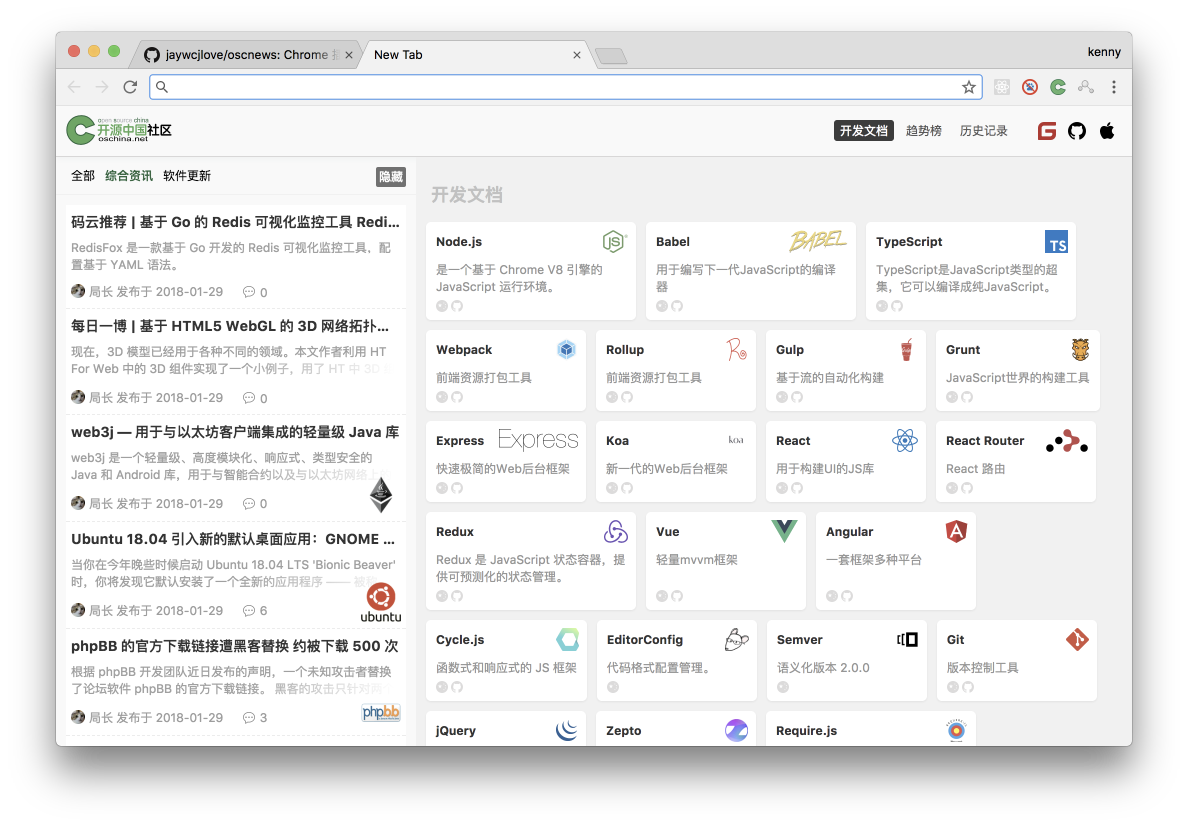 jaywcjlove/oscnews: Chrome
New Tab
kenny
open source china
开源中国社区
oschina.net
开发文档
趋势榜
历史记录
全部
综合资讯
软件更新
隐藏
码云推荐 | 基于 Go 的 Redis 可视化监控工具 Redi...
RedisFox 是一款基于 Go 开发的 Redis 可视化监控工具，配
置基于 YAML 语法。
局长 发布于 2018-01-29
0
每日一博 | 基于 HTML5 WebGL 的 3D 网络拓扑...
现在，3D 模型已经用于各种不同的领域。本文作者利用 HT
For Web 中的 3D 组件实现了一个小例子，用了 HT 中 3D
局长 发布于 2018-01-29
0
web3j — 用于与以太坊客户端集成的轻量级 Java 库
web3j 是一个轻量级、高度模块化、响应式、类型安全的
Java 和 Android 库，用于与智能合约以及与以太坊网络上
局长 发布于 2018-01-29
0
Ubuntu 18.04 引入新的默认桌面应用：GNOME ...
当你在今年晚些时候启动 Ubuntu 18.04 LTS 'Bionic Beaver'
时，你将发现它默认安装了一个全新的应用程序 —— 被
局长 发布于 2018-01-29
6
ubuntu
phpBB 的官方下载链接遭黑客替换 约被下载 500 次
根据 phpBB 开发团队近日发布的声明，一个未知攻击者替换
了论坛软件 phpBB 的官方下载链接。 黑客的攻击只针对两个
局长 发布于 2018-01-29
3
phpBB
开发文档
Node.js
JS
是一个基于 Chrome V8 引擎的
JavaScript 运行环境。
Babel
BABEL
用于编写下一代JavaScript的编译
器
TypeScript
TS
TypeScript是JavaScript类型的超
集，它可以编译成纯JavaScript。
Webpack
前端资源打包工具
Rollup
前端资源打包工具
Gulp
基于流的自动化构建
Grunt
JavaScript世界的构建工具
Express
Express
快速极简的Web后台框架
Koa
koa
新一代的Web后台框架
React
用于构建UI的JS库
React Router
React 路由
Redux
Redux 是 JavaScript 状态容器，提
供可预测化的状态管理。
Vue
轻量mvvm框架
Angular
A
一套框架多种平台
Cycle.js
函数式和响应式的 JS 框架
EditorConfig
代码格式配置管理。
Semver
语义化版本 2.0.0
Git
版本控制工具
jQuery
Zepto
Require.js